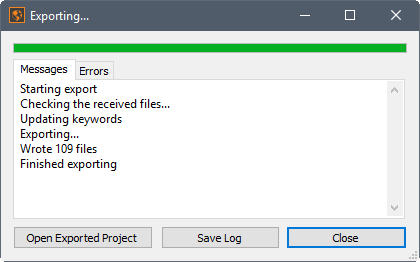 Exporting...
Messages
Errors
Starting export
Checking the received files...
Updating keywords
Exporting...
Wrote 109 files
Finished exporting
Open Exported Project
Save Log
Close